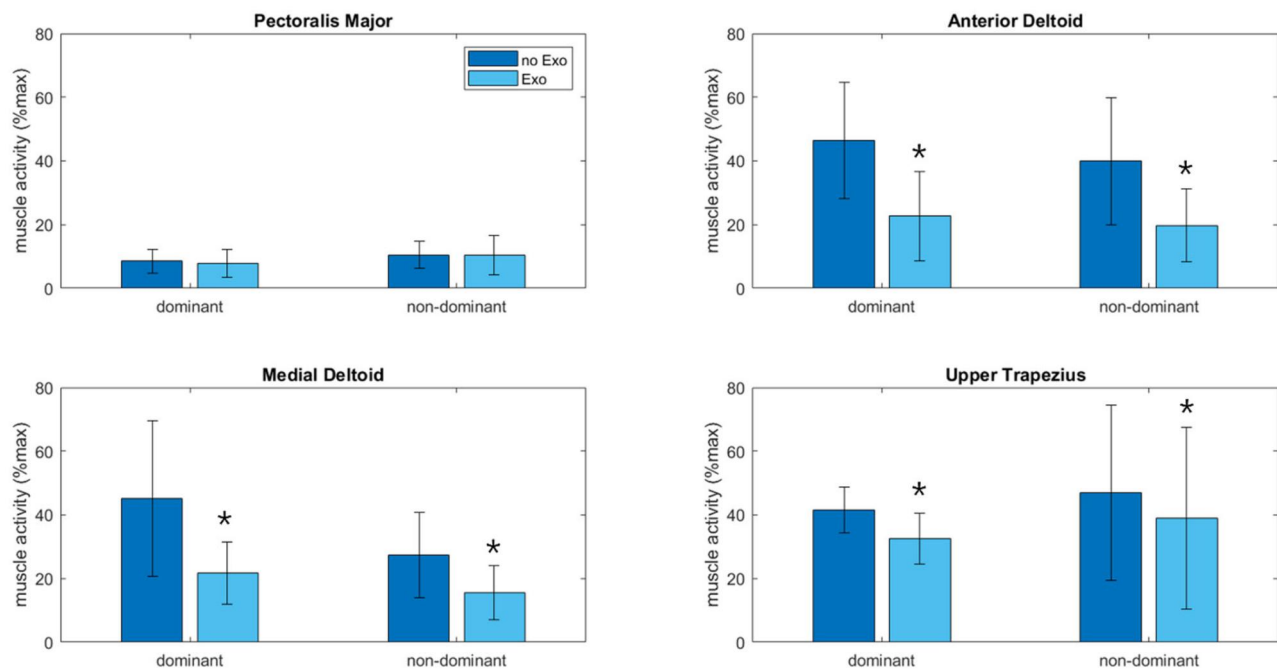 Pectoralis Major
80
60
40
20
0
muscle activity (%max)
no Exo
Exo
dominant
non-dominant
Anterior Deltoid
80
60
40
20
0
muscle activity (%max)
*
*
dominant
non-dominant
Medial Deltoid
80
60
40
20
0
muscle activity (%max)
*
*
dominant
non-dominant
Upper Trapezius
80
60
40
20
0
muscle activity (%max)
*
*
dominant
non-dominant